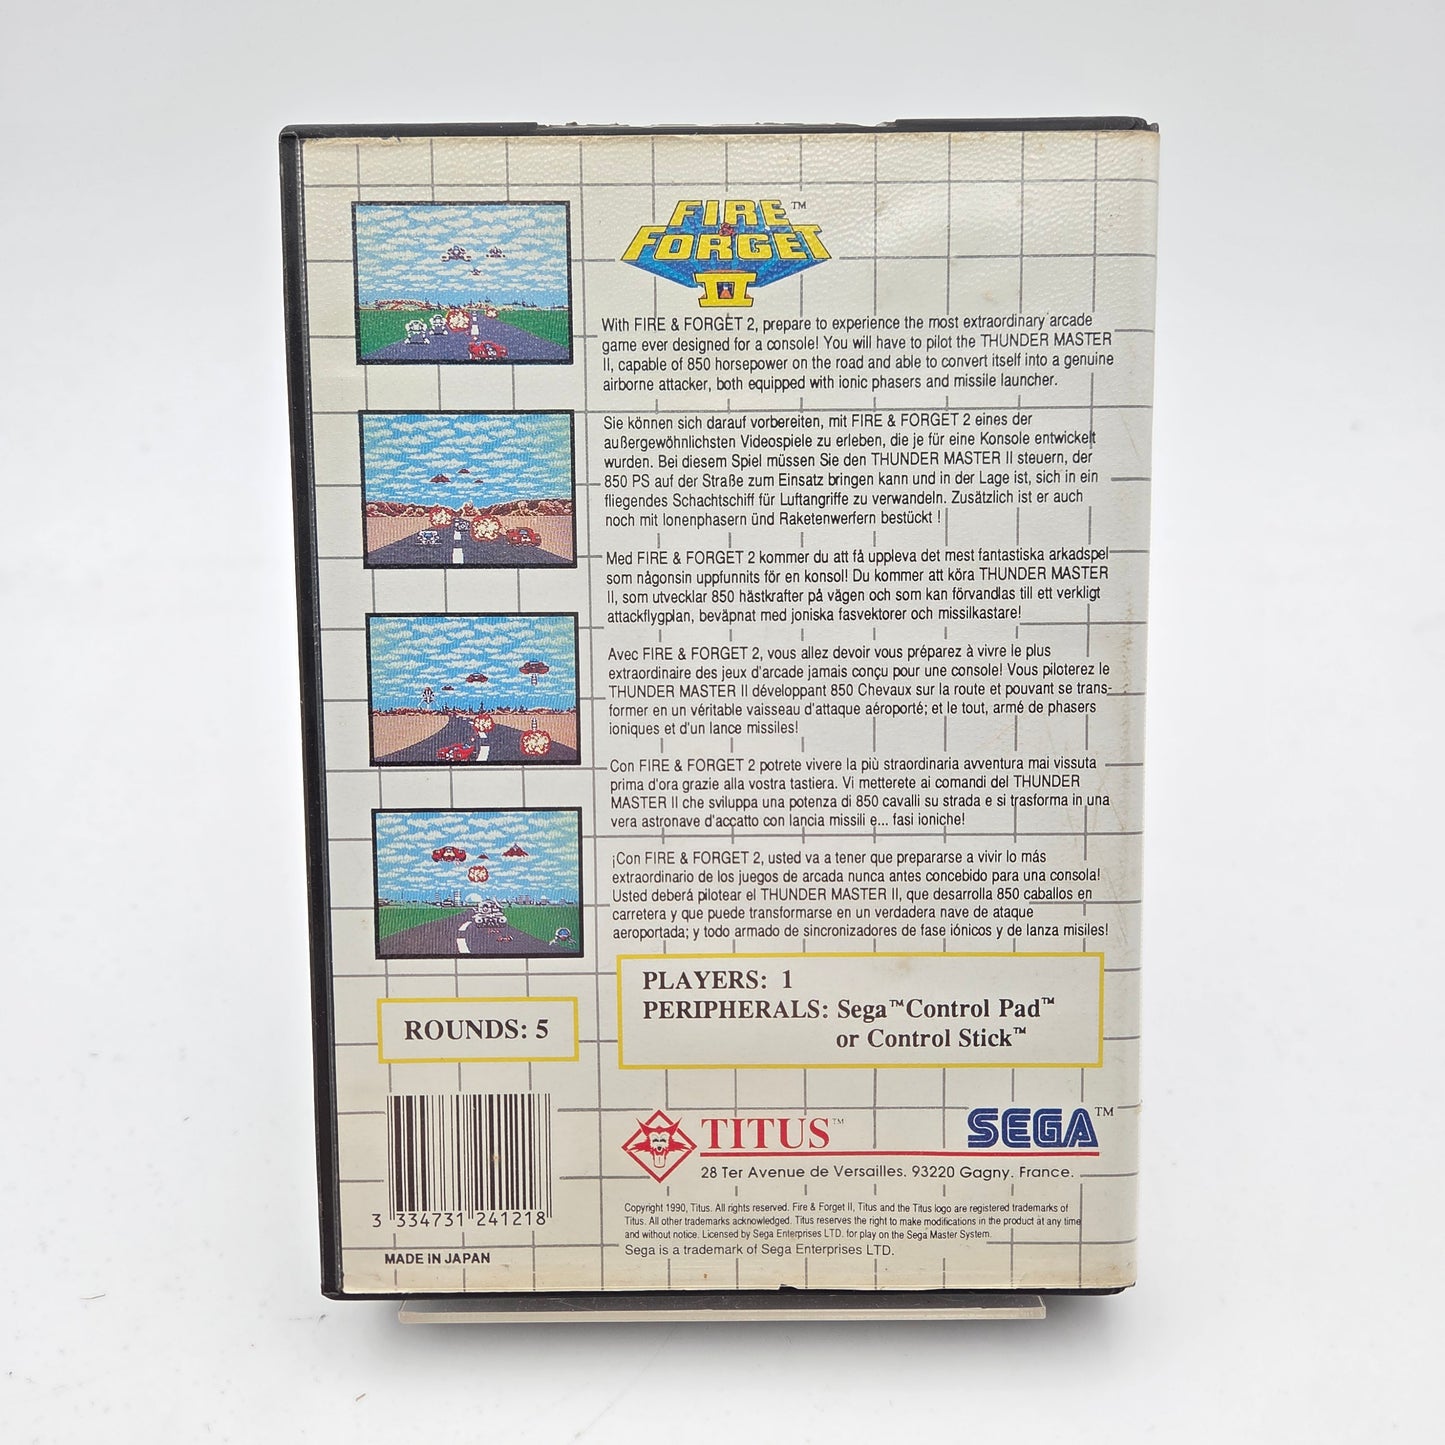 FIRE & ™
FORGET
II
With FIRE & FORGET 2, prepare to experience the most extraordinary arcade
game ever designed for a console! You will have to pilot the THUNDER MASTER
II, capable of 850 horsepower on the road and able to convert itself into a genuine
airborne attacker, both equipped with ionic phasers and missile launcher.
Sie können sich darauf vorbereiten, mit FIRE & FORGET 2 eines der
außergewöhnlichsten Videospiele zu erleben, die je für eine Konsole entwickelt
wurden. Bei diesem Spiel müssen Sie den THUNDER MASTER II steuern, der
850 PS auf der Straße zum Einsatz bringen kann und in der Lage ist, sich in ein
fliegendes Schachtschiff für Luftangriffe zu verwandeln. Zusätzlich ist er auch
noch mit Ionenphasern ünd Raketenwerfern bestückt !
Med FIRE & FORGET 2 kommer du att få uppleva det mest fantastiska arkadspel
som någonsin uppfunnits för en konsol! Du kommer att köra THUNDER MASTER
II, som utvecklar 850 hästkrafter på vägen och som kan förvandlas till ett verkligt
attackflygplan, beväpnat med joniska fasvektorer och missilkastare!
Avec FIRE & FORGET 2, vous allez devoir vous préparez à vivre le plus
extraordinaire des jeux d'arcade jamais conçu pour une console! Vous piloterez le
THUNDER MASTER II développant 850 Chevaux sur la route et pouvant se trans-
former en un véritable vaisseau d'attaque aéroporté; et le tout, armé de phasers
ioniques et d'un lance missiles!
Con FIRE & FORGET 2 potrete vivere la più straordinaria avventura mai vissuta
prima d'ora grazie alla vostra tastiera. Vi metterete ai comandi del THUNDER
MASTER II che sviluppa una potenza di 850 cavalli su strada e si trasforma in una
vera astronave d'accatto con lancia missili e... fasi ioniche!
¡Con FIRE & FORGET 2, usted va a tener que prepararse a vivir lo más
extraordinario de los juegos de arcada nunca antes concebido para una consola!
Usted deberá pilotear el THUNDER MASTER II, que desarrolla 850 caballos en
carretera y que puede transformarse en un verdadera nave de ataque
aeroportada; y todo armado de sincronizadores de fase iónicos y de lanza misiles!
PLAYERS: 1
PERIPHERALS: Sega™ Control Pad™
or Control Stick™
ROUNDS: 5
3 334731 241218
MADE IN JAPAN
TITUS™
SEGA™
28 Ter Avenue de Versailles. 93220 Gagny. France.
Copyright 1990, Titus. All rights reserved. Fire & Forget II, Titus and the Titus logo are registered trademarks of
Titus. All other trademarks acknowledged. Titus reserves the right to make modifications in the product at any time
and without notice. Licensed by Sega Enterprises LTD. for play on the Sega Master System.
Sega is a trademark of Sega Enterprises LTD.